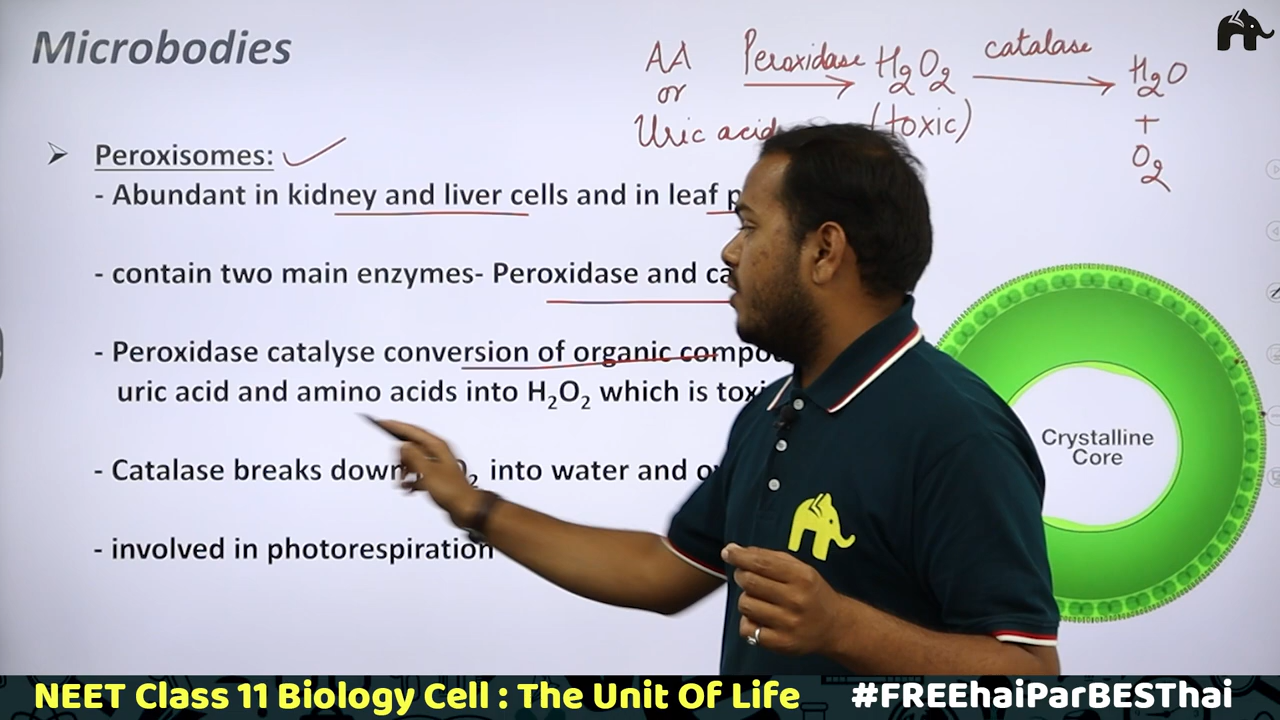 Microbodies
AA
or
Uric acid
Peroxidase
H2O2
(toxic)
catalase
H2O
+
O2
➢ Peroxisomes:
- Abundant in kidney and liver cells and in leaf
- contain two main enzymes- Peroxidase and
- Peroxidase catalyse conversion of organic
uric acid and amino acids into H₂O₂ which is
- Catalase breaks down into water and
- involved in photorespiration
Crystalline
Core
NEET Class 11 Biology Cell : The Unit Of Life
#FREEhaiParBESThai